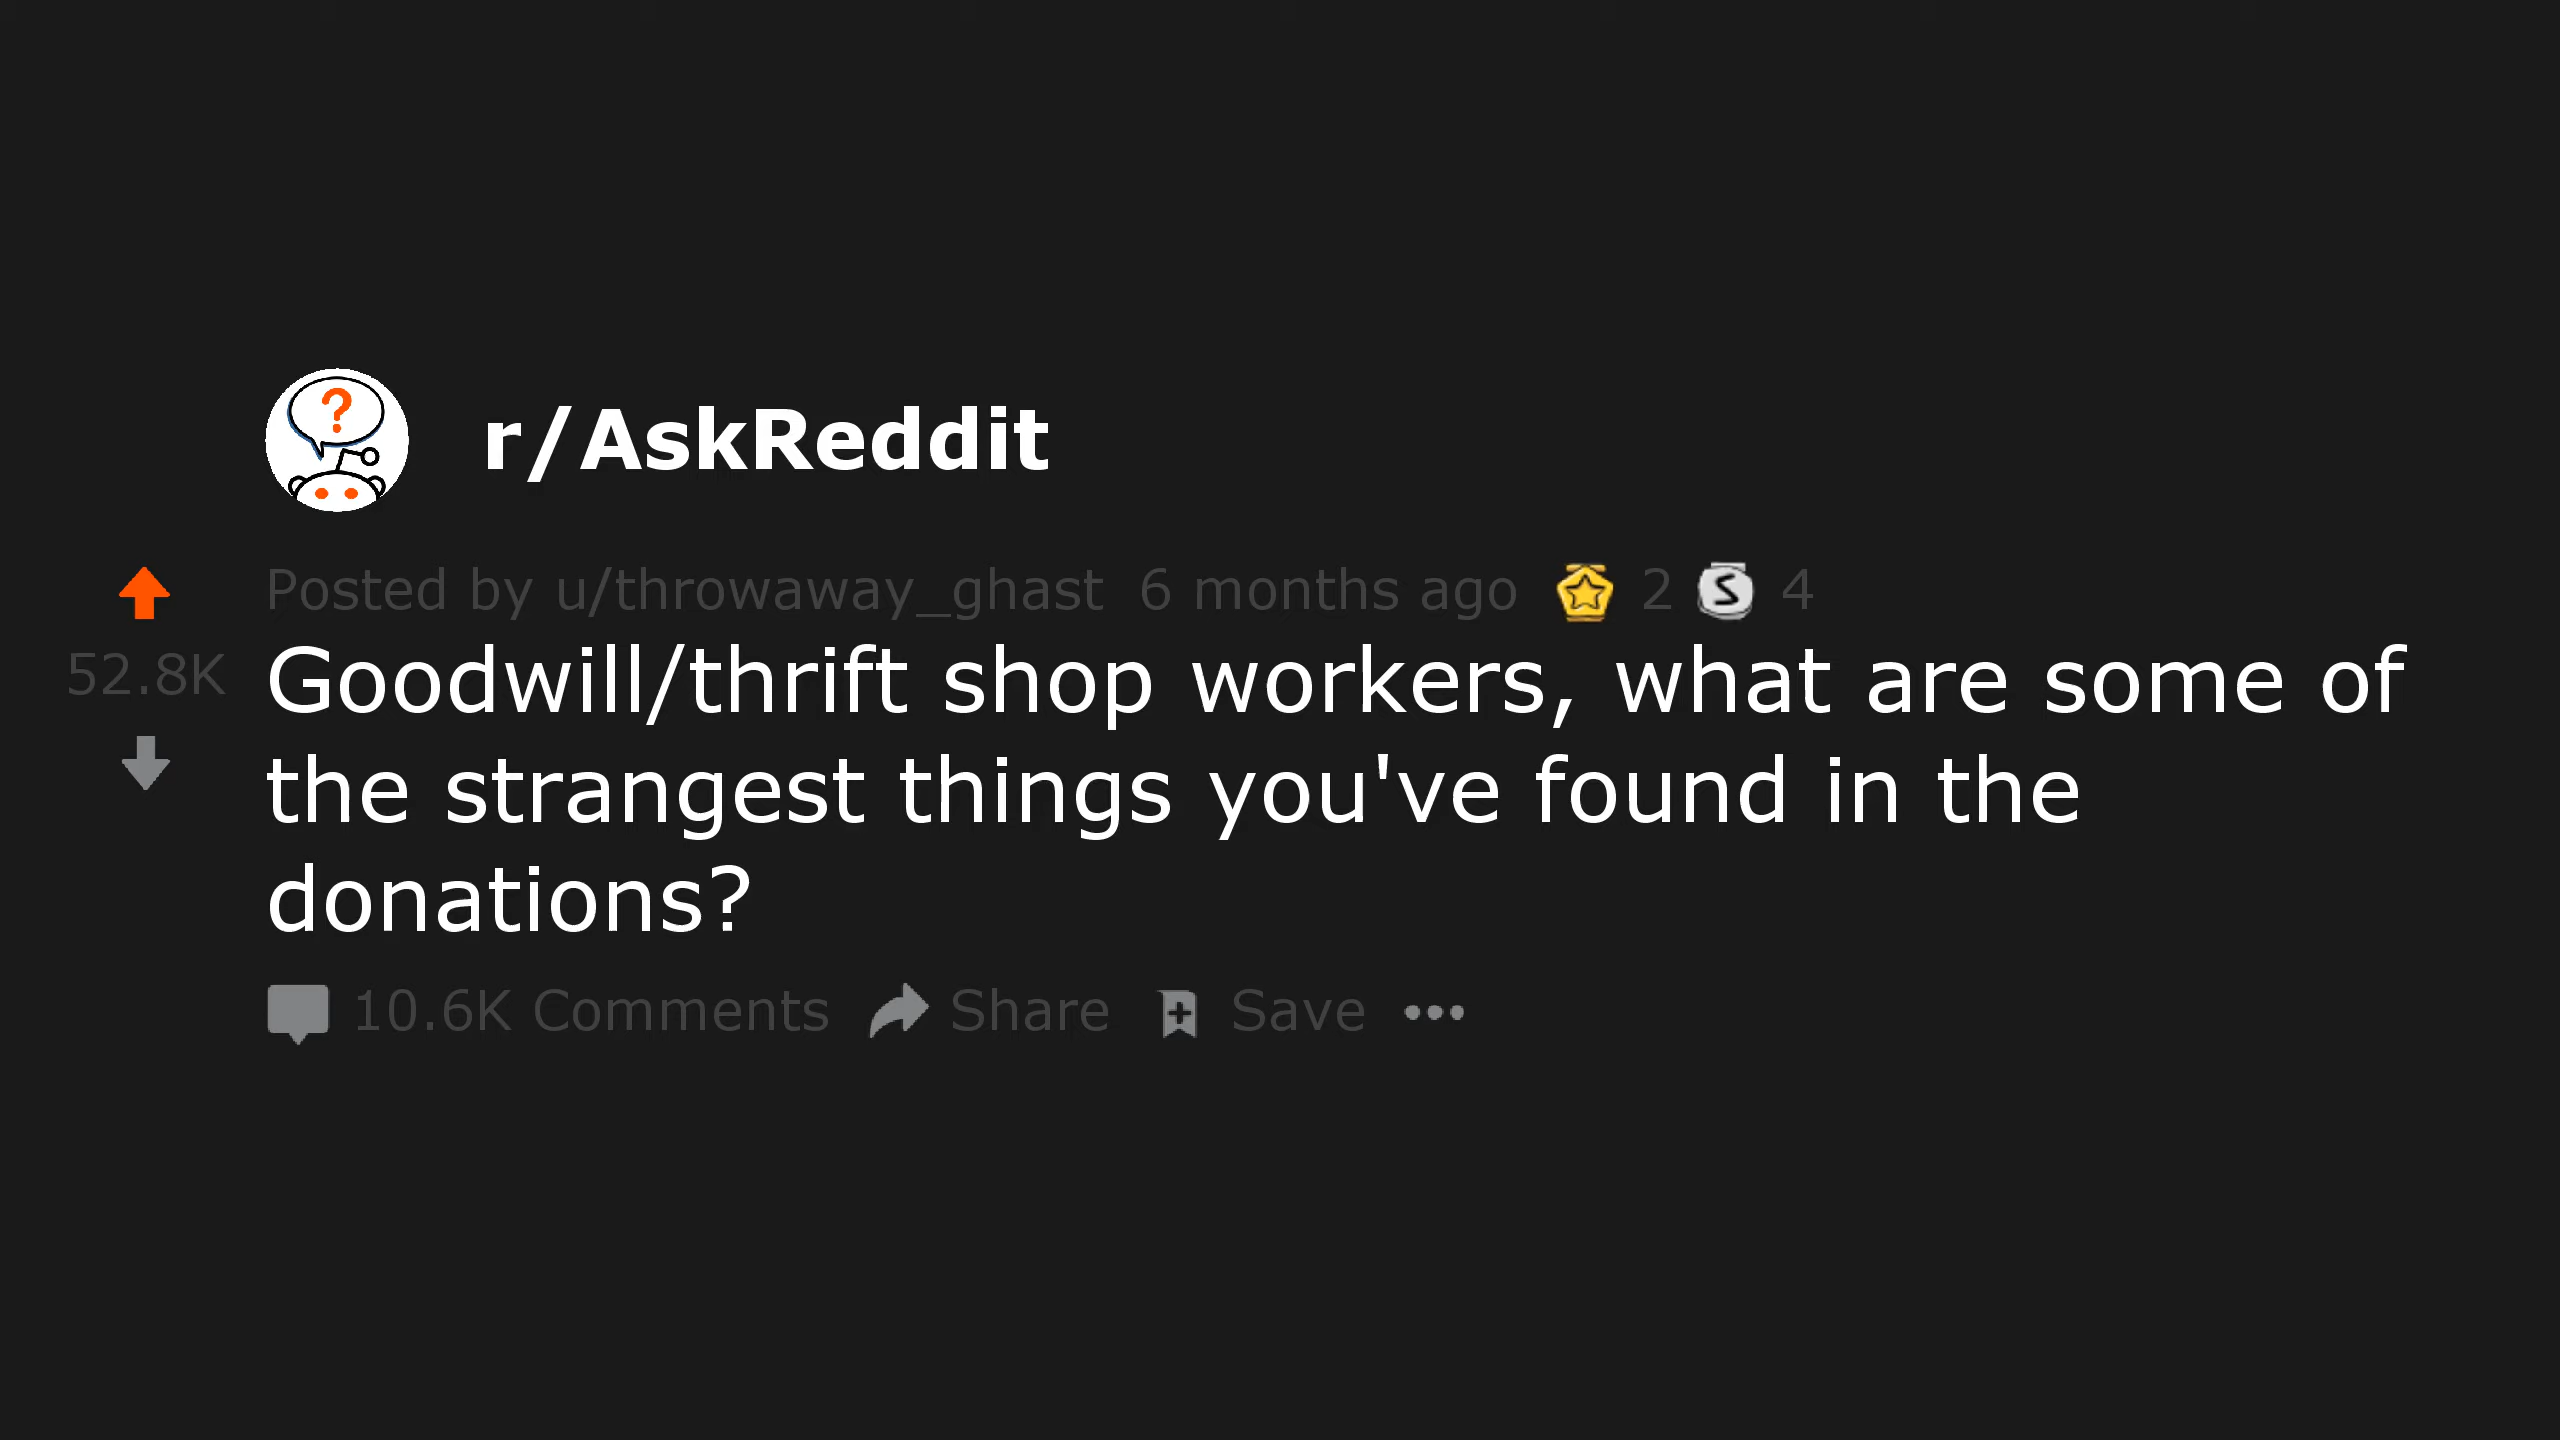 r/AskReddit
Posted by u/throwaway_ghast 6 months ago 2 4
52.8K
Goodwill/thrift shop workers, what are some of
the strangest things you've found in the
donations?
10.6K Comments Share Save